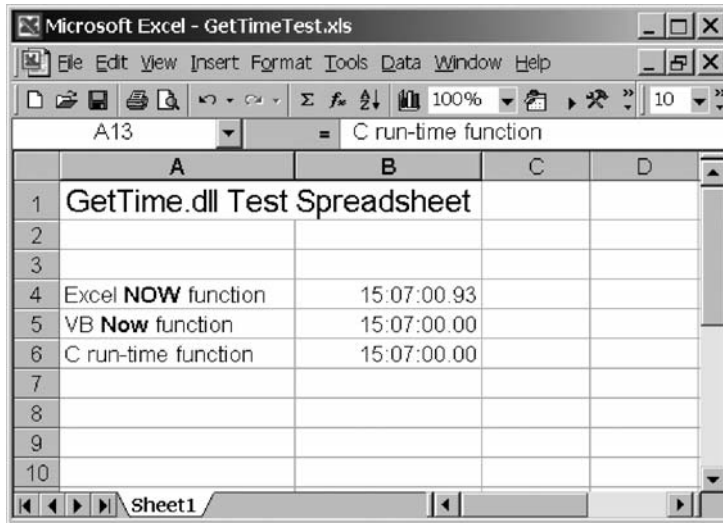 Microsoft Excel - GetTimeTest.xls
File Edit View Insert Format Tools Data Window Help
100% 10
A13 = C run-time function
A B C D
1 GetTime.dll Test Spreadsheet
2
3
4 Excel NOW function 15:07:00.93
5 VB Now function 15:07:00.00
6 C run-time function 15:07:00.00
7
8
9
10
Sheet1